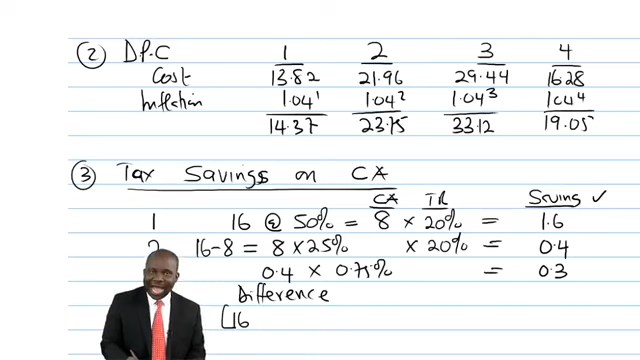 ② D.P.C 1 2 3 4
Cost 13.82 21.96 29.44 16.28
Inflation 1.04¹ 1.04² 1.04³ 1.04⁴
14.37 23.75 33.12 19.05
③ Tax Savings on CA
CA TR Saving ✓
1 16 @ 50% = 8 × 20% = 1.6
2 16-8 = 8 × 25% × 20% = 0.4
0.4 × 0.75% = 0.3
Difference
[16